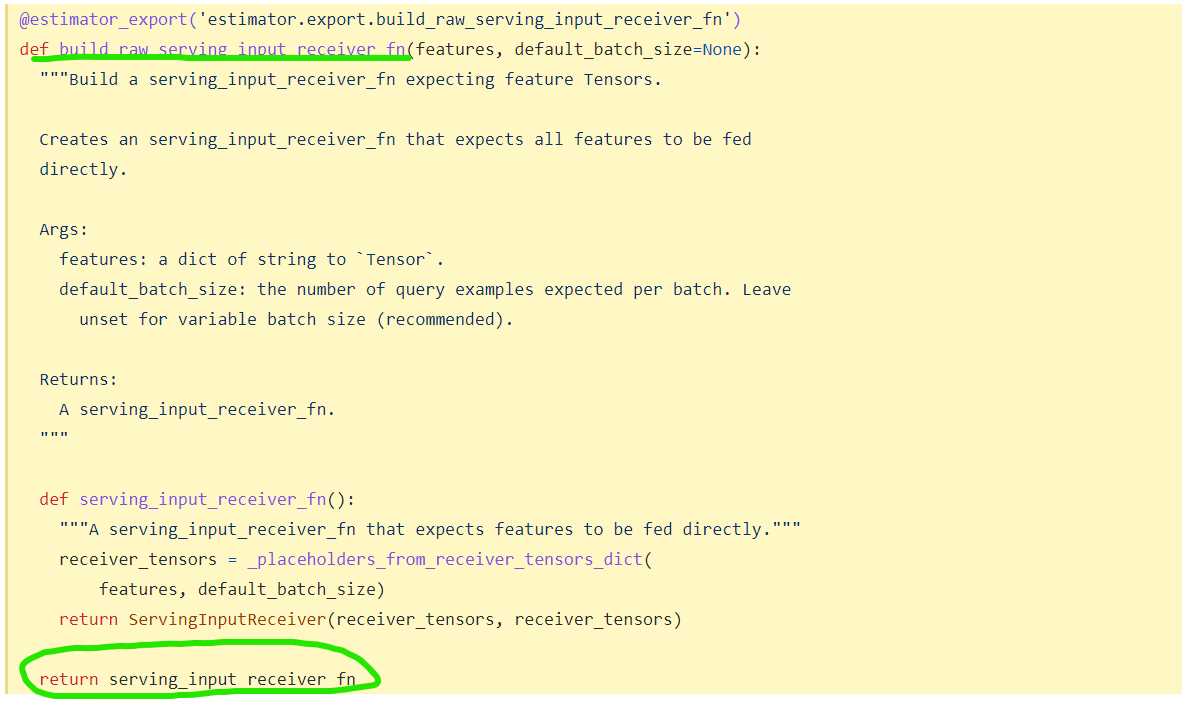 @estimator_export('estimator.export.build_raw_serving_input_receiver_fn')
def build_raw_serving_input_receiver_fn(features, default_batch_size=None):
"""Build a serving_input_receiver_fn expecting feature Tensors.
Creates an serving_input_receiver_fn that expects all features to be fed
directly.
Args:
features: a dict of string to `Tensor`.
default_batch_size: the number of query examples expected per batch. Leave
unset for variable batch size (recommended).
Returns:
A serving_input_receiver_fn.
"""
def serving_input_receiver_fn():
"""A serving_input_receiver_fn that expects features to be fed directly."""
receiver_tensors = _placeholders_from_receiver_tensors_dict(
features, default_batch_size)
return ServingInputReceiver(receiver_tensors, receiver_tensors)
return serving_input_receiver_fn